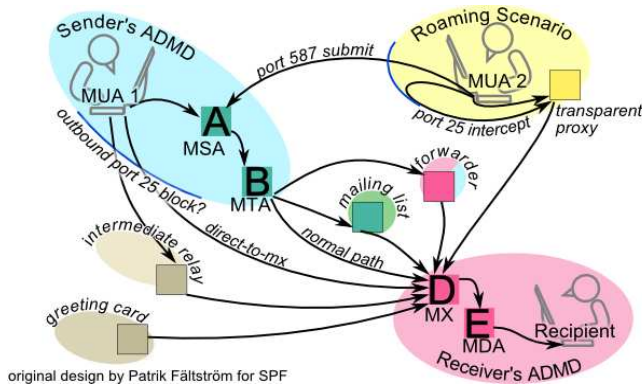 Sender's ADMD
Roaming Scenario
port 587 submit
MUA 1
MUA 2
A
MSA
port 25 intercept
transparent
proxy
outbound port 25 block?
B
MTA
forwarder
mailing list
intermediate relay
direct-to-mx
normal path
D
MX
greeting card
E
MDA
Recipient
Receiver's ADMD
original design by Patrik Fältström for SPF